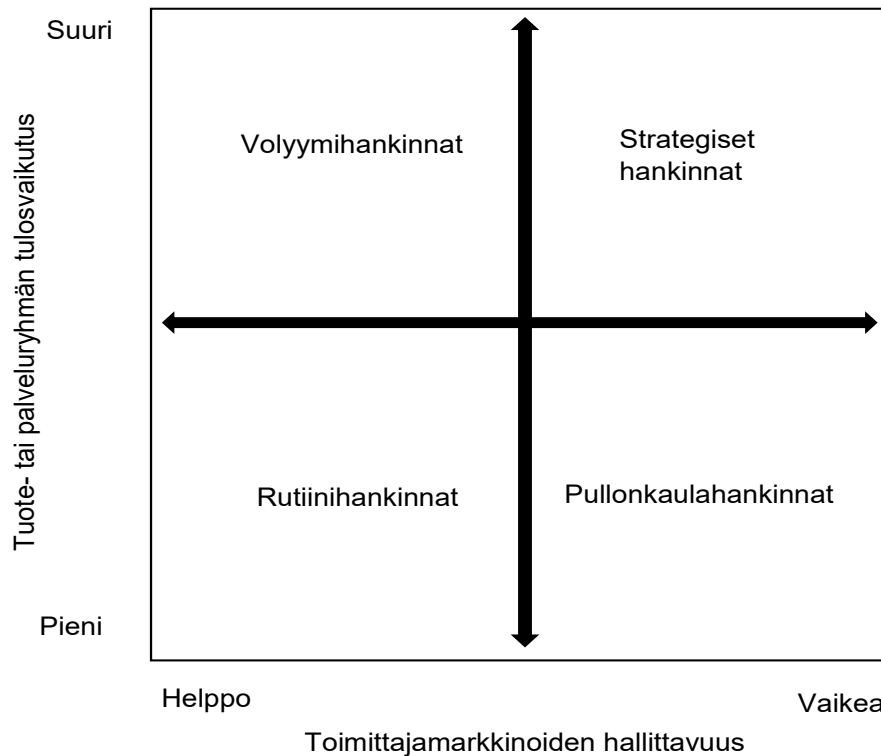 Suuri
Tuote- tai palveluryhmän tulosvaikutus
Volyymihankinnat
Strategiset
hankinnat
Rutiinihankinnat
Pullonkaulahankinnat
Pieni
Helppo
Vaikea
Toimittajamarkkinoiden hallittavuus